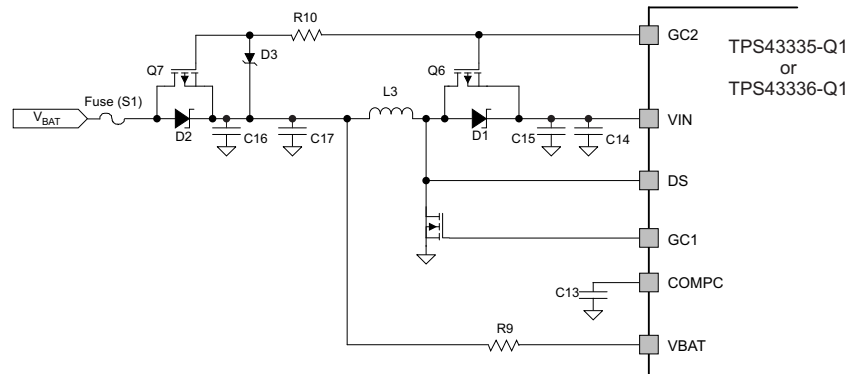 R10
GC2
TPS43335-Q1
or
TPS43336-Q1
D3
Q7
Q6
L3
Fuse (S1)
VBAT
VIN
D2
C16
C17
D1
C15
C14
DS
GC1
COMPC
C13
R9
VBAT